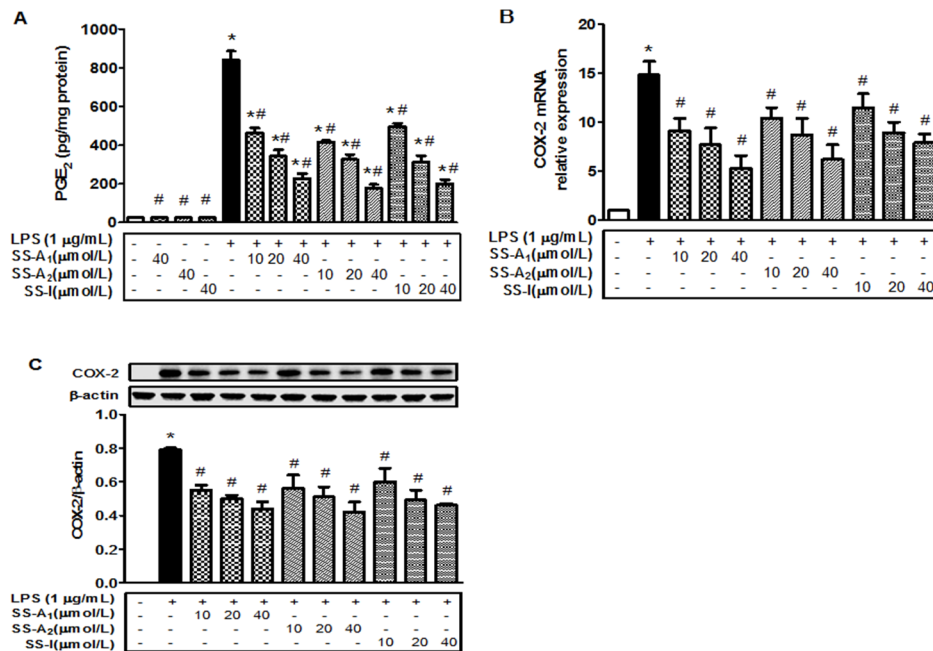 A
PGE2 (pg/mg protein)
1000
800
600
400
200
0
# # # * *# *# *# *# *# *# *# *# *#
LPS (1 μg/mL) - - - - + + + + + + + + + +
SS-A1(μmol/L) - 40 - - - 10 20 40 - - - - - -
SS-A2(μmol/L) - - 40 - - - - - 10 20 40 - - -
SS-I(μmol/L) - - - 40 - - - - - - - 10 20 40
B
COX-2 mRNA
relative expression
20
15
10
5
0
* # # # # # # # # #
LPS (1 μg/mL) - + + + + + + + + + +
SS-A1(μmol/L) - - 10 20 40 - - - - - -
SS-A2(μmol/L) - - - - - 10 20 40 - - -
SS-I(μmol/L) - - - - - - - - 10 20 40
C
COX-2
β-actin
COX-2/β-actin
1.0
0.8
0.6
0.4
0.2
0.0
* # # # # # # # # #
LPS (1 μg/mL) - + + + + + + + + + +
SS-A1(μmol/L) - - 10 20 40 - - - - - -
SS-A2(μmol/L) - - - - - 10 20 40 - - -
SS-I(μmol/L) - - - - - - - - 10 20 40